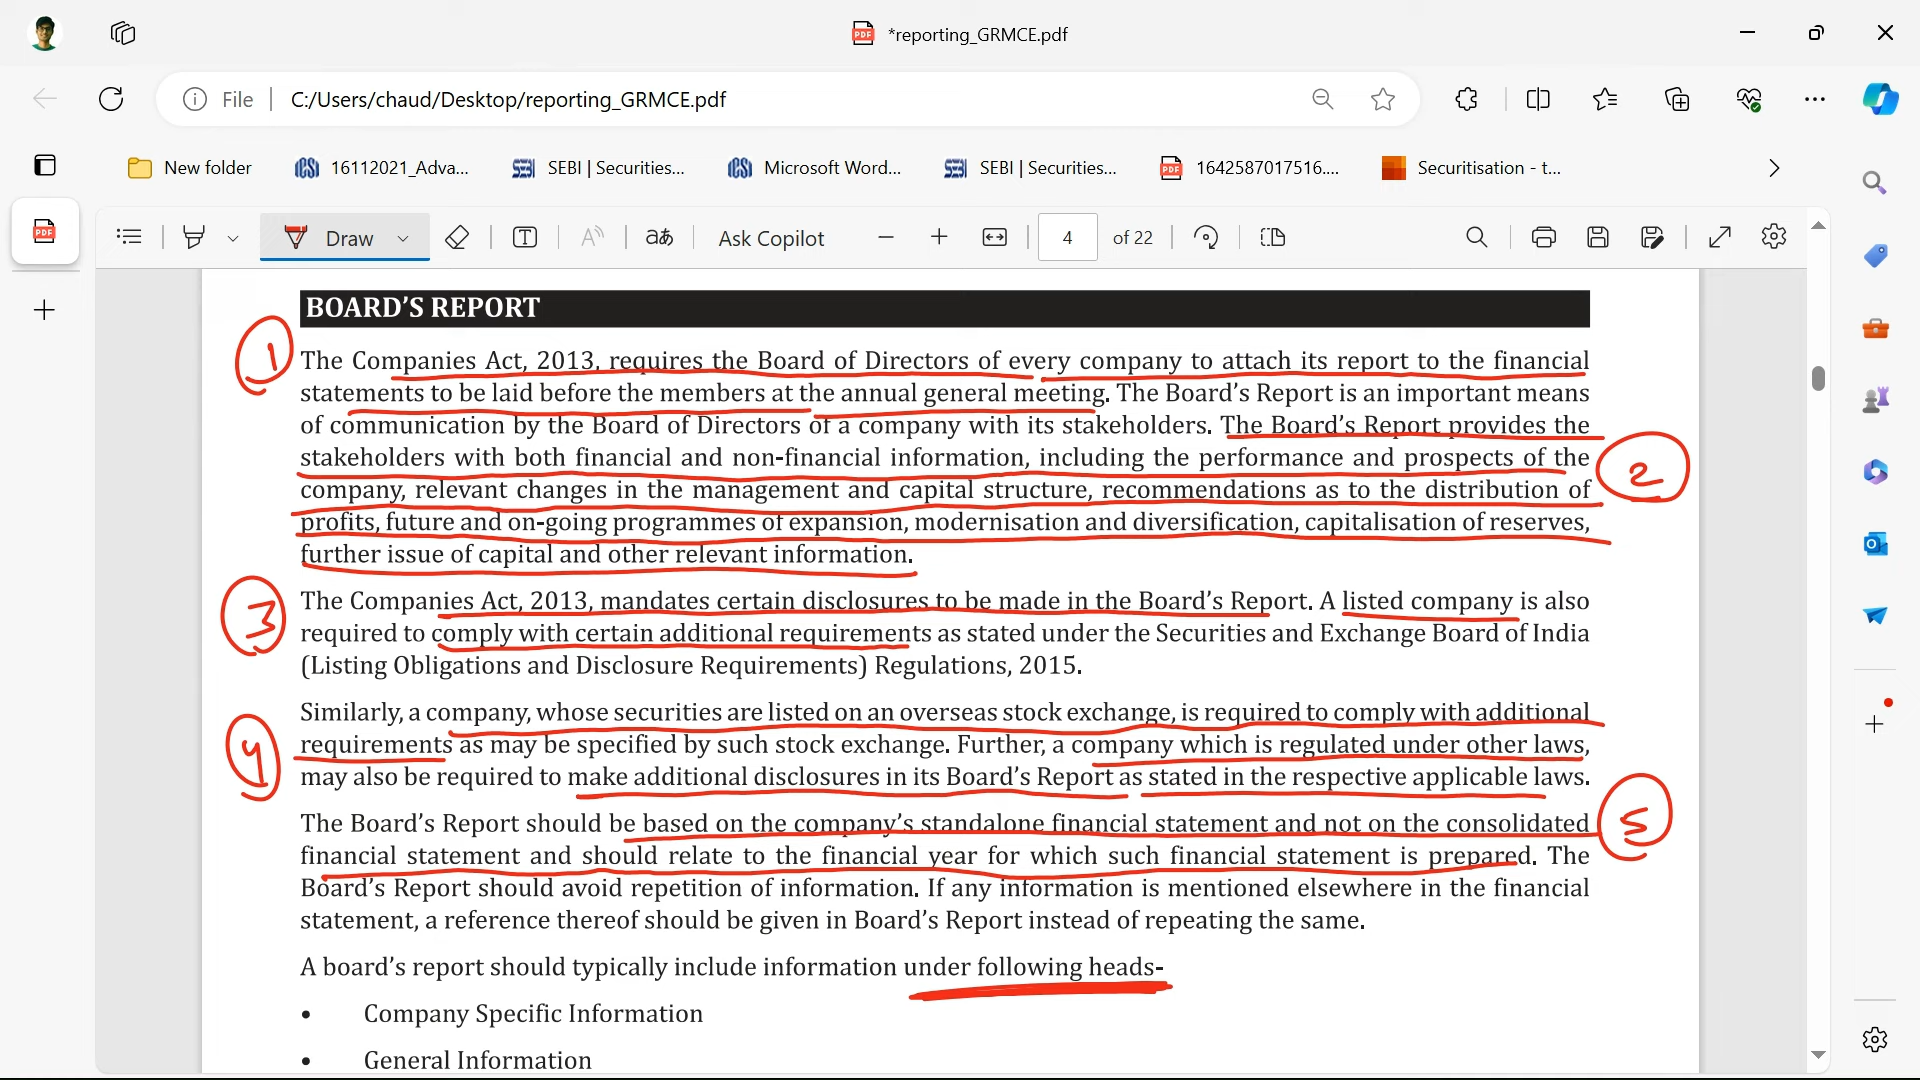 *reporting_GRMCE.pdf
File C:/Users/chaud/Desktop/reporting_GRMCE.pdf
New folder 16112021_Adva... SEBI | Securities... Microsoft Word... SEBI | Securities... 1642587017516.... Securitisation - t...
Draw Ask Copilot 4 of 22
BOARD'S REPORT
1 The Companies Act, 2013, requires the Board of Directors of every company to attach its report to the financial
statements to be laid before the members at the annual general meeting. The Board's Report is an important means
of communication by the Board of Directors of a company with its stakeholders. The Board's Report provides the
stakeholders with both financial and non-financial information, including the performance and prospects of the 2
company, relevant changes in the management and capital structure, recommendations as to the distribution of
profits, future and on-going programmes of expansion, modernisation and diversification, capitalisation of reserves,
further issue of capital and other relevant information.
3 The Companies Act, 2013, mandates certain disclosures to be made in the Board's Report. A listed company is also
required to comply with certain additional requirements as stated under the Securities and Exchange Board of India
(Listing Obligations and Disclosure Requirements) Regulations, 2015.
Similarly, a company, whose securities are listed on an overseas stock exchange, is required to comply with additional
4 requirements as may be specified by such stock exchange. Further, a company which is regulated under other laws,
may also be required to make additional disclosures in its Board's Report as stated in the respective applicable laws.
The Board's Report should be based on the company's standalone financial statement and not on the consolidated 5
financial statement and should relate to the financial year for which such financial statement is prepared. The
Board's Report should avoid repetition of information. If any information is mentioned elsewhere in the financial
statement, a reference thereof should be given in Board's Report instead of repeating the same.
A board's report should typically include information under following heads-
• Company Specific Information
• General Information